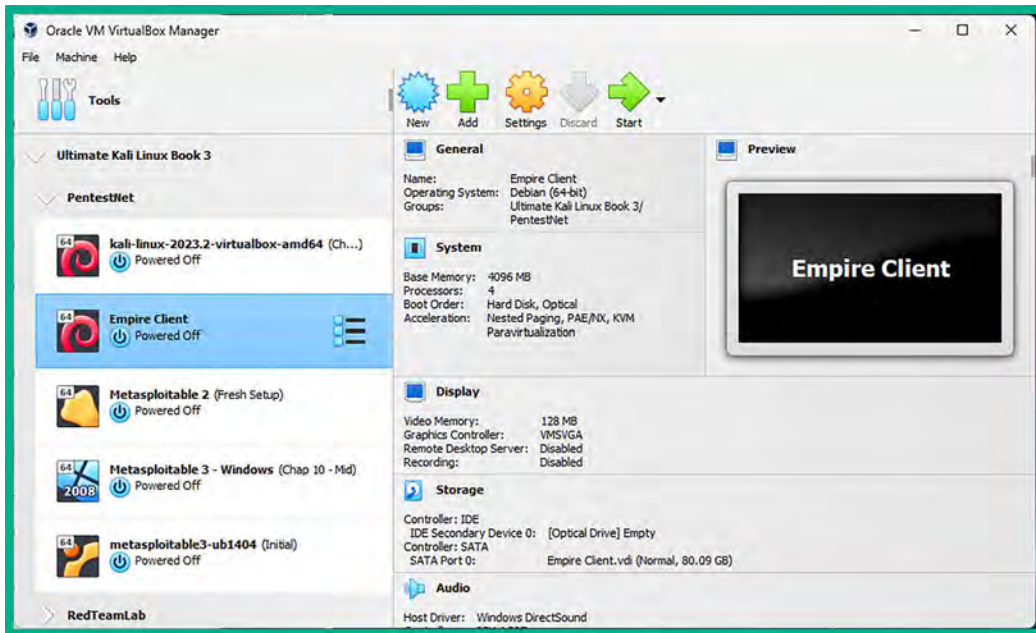 Oracle VM VirtualBox Manager
File Machine Help
Tools
New Add Settings Discard Start
Ultimate Kali Linux Book 3
PentestNet
64
kali-linux-2023.2-virtualbox-amd64 (Ch...)
Powered Off
64
Empire Client
Powered Off
64
Metasploitable 2 (Fresh Setup)
Powered Off
64
2008
Metasploitable 3 - Windows (Chap 10 - Mid)
Powered Off
64
metasploitable3-ub1404 (Initial)
Powered Off
RedTeamLab
General
Name: Empire Client
Operating System: Debian (64-bit)
Groups: Ultimate Kali Linux Book 3/
PentestNet
System
Base Memory: 4096 MB
Processors: 4
Boot Order: Hard Disk, Optical
Acceleration: Nested Paging, PAE/NX, KVM
Paravirtualization
Preview
Empire Client
Display
Video Memory: 128 MB
Graphics Controller: VMSVGA
Remote Desktop Server: Disabled
Recording: Disabled
Storage
Controller: IDE
IDE Secondary Device 0: [Optical Drive] Empty
Controller: SATA
SATA Port 0: Empire Client.vdi (Normal, 80.09 GB)
Audio
Host Driver: Windows DirectSound